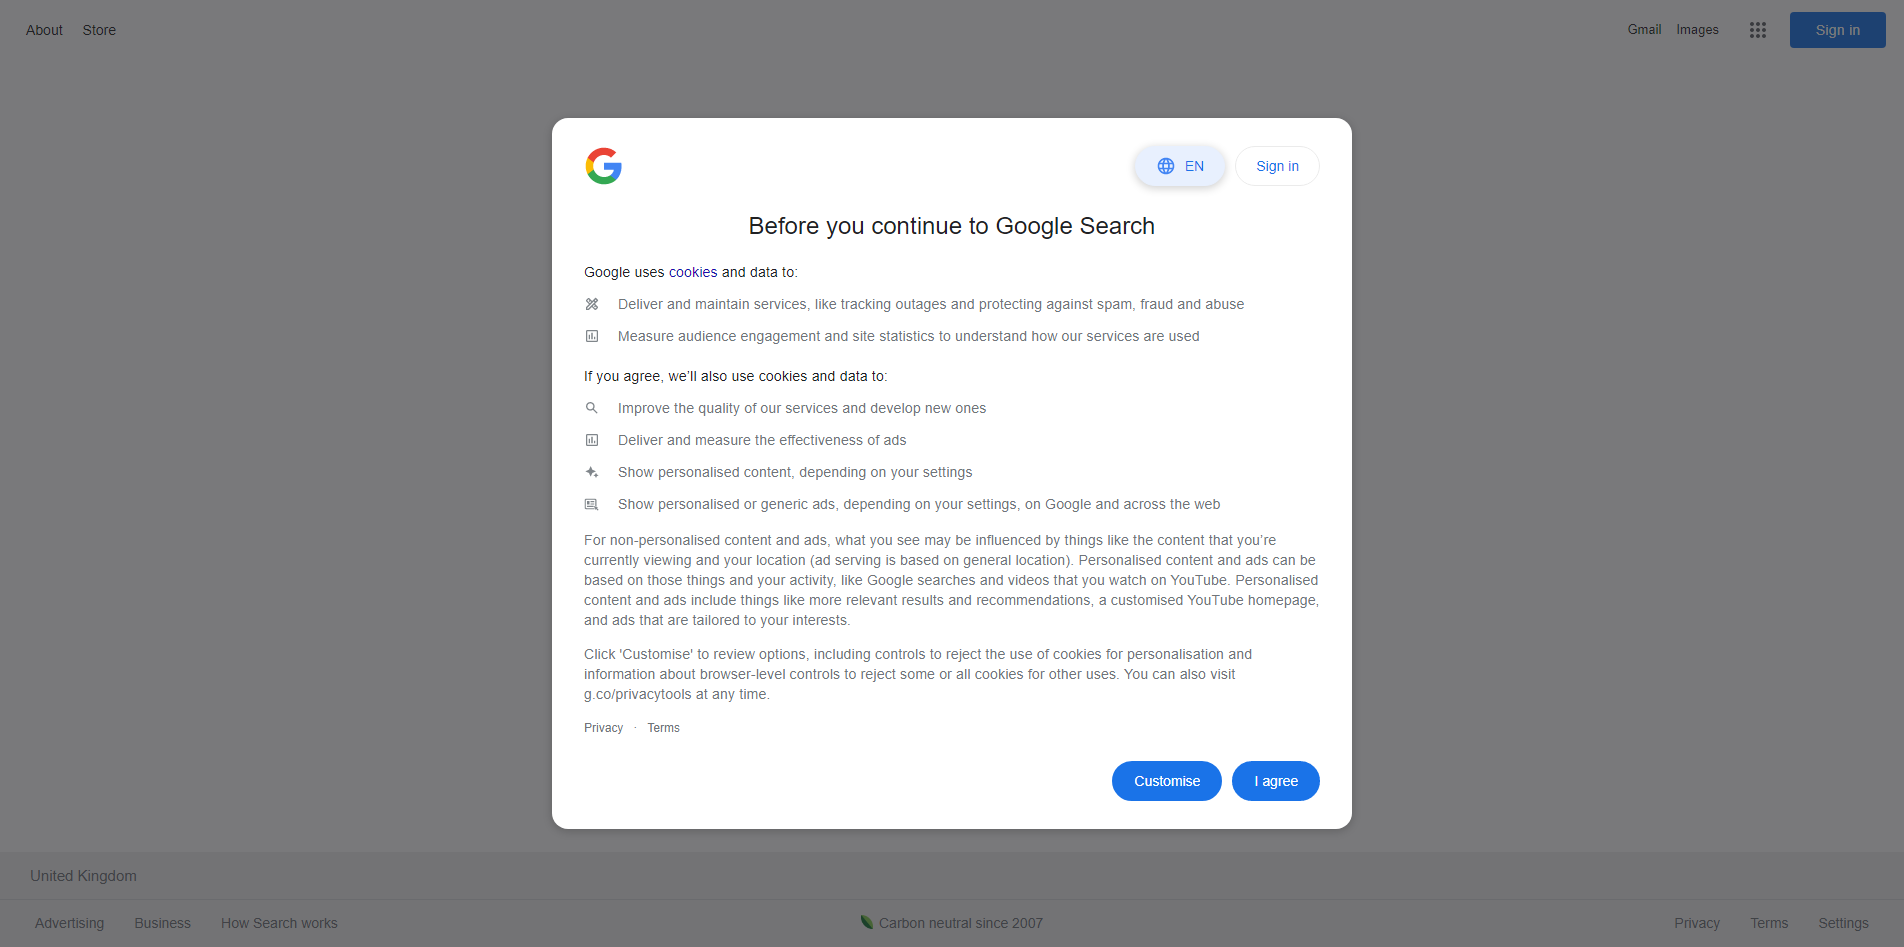 About Store
Gmail Images Sign in
EN Sign in
Before you continue to Google Search
Google uses cookies and data to:
Deliver and maintain services, like tracking outages and protecting against spam, fraud and abuse
Measure audience engagement and site statistics to understand how our services are used
If you agree, we’ll also use cookies and data to:
Improve the quality of our services and develop new ones
Deliver and measure the effectiveness of ads
Show personalised content, depending on your settings
Show personalised or generic ads, depending on your settings, on Google and across the web
For non-personalised content and ads, what you see may be influenced by things like the content that you’re
currently viewing and your location (ad serving is based on general location). Personalised content and ads can be
based on those things and your activity, like Google searches and videos that you watch on YouTube. Personalised
content and ads include things like more relevant results and recommendations, a customised YouTube homepage,
and ads that are tailored to your interests.
Click 'Customise' to review options, including controls to reject the use of cookies for personalisation and
information about browser-level controls to reject some or all cookies for other uses. You can also visit
g.co/privacytools at any time.
Privacy · Terms
Customise I agree
United Kingdom
Advertising Business How Search works Carbon neutral since 2007 Privacy Terms Settings